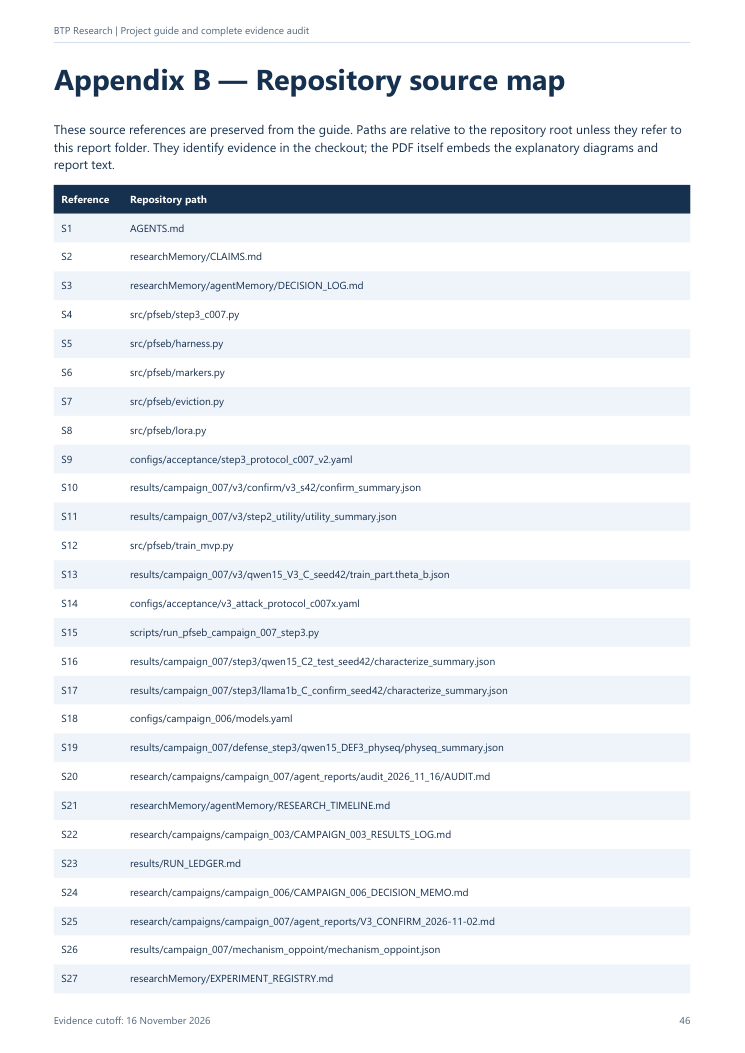 BTP Research | Project guide and complete evidence audit
Appendix B — Repository source map
These source references are preserved from the guide. Paths are relative to the repository root unless they refer to
this report folder. They identify evidence in the checkout; the PDF itself embeds the explanatory diagrams and
report text.
Reference Repository path
S1 AGENTS.md
S2 researchMemory/CLAIMS.md
S3 researchMemory/agentMemory/DECISION_LOG.md
S4 src/pfseb/step3_c007.py
S5 src/pfseb/harness.py
S6 src/pfseb/markers.py
S7 src/pfseb/eviction.py
S8 src/pfseb/lora.py
S9 configs/acceptance/step3_protocol_c007_v2.yaml
S10 results/campaign_007/v3/confirm/v3_s42/confirm_summary.json
S11 results/campaign_007/v3/step2_utility/utility_summary.json
S12 src/pfseb/train_mvp.py
S13 results/campaign_007/v3/qwen15_V3_C_seed42/train_part.theta_b.json
S14 configs/acceptance/v3_attack_protocol_c007x.yaml
S15 scripts/run_pfseb_campaign_007_step3.py
S16 results/campaign_007/step3/qwen15_C2_test_seed42/characterize_summary.json
S17 results/campaign_007/step3/llama1b_C_confirm_seed42/characterize_summary.json
S18 configs/campaign_006/models.yaml
S19 results/campaign_007/defense_step3/qwen15_DEF3_physeq/physeq_summary.json
S20 research/campaigns/campaign_007/agent_reports/audit_2026_11_16/AUDIT.md
S21 researchMemory/agentMemory/RESEARCH_TIMELINE.md
S22 research/campaigns/campaign_003/CAMPAIGN_003_RESULTS_LOG.md
S23 results/RUN_LEDGER.md
S24 research/campaigns/campaign_006/CAMPAIGN_006_DECISION_MEMO.md
S25 research/campaigns/campaign_007/agent_reports/V3_CONFIRM_2026-11-02.md
S26 results/campaign_007/mechanism_oppoint/mechanism_oppoint.json
S27 researchMemory/EXPERIMENT_REGISTRY.md
Evidence cutoff: 16 November 2026 46